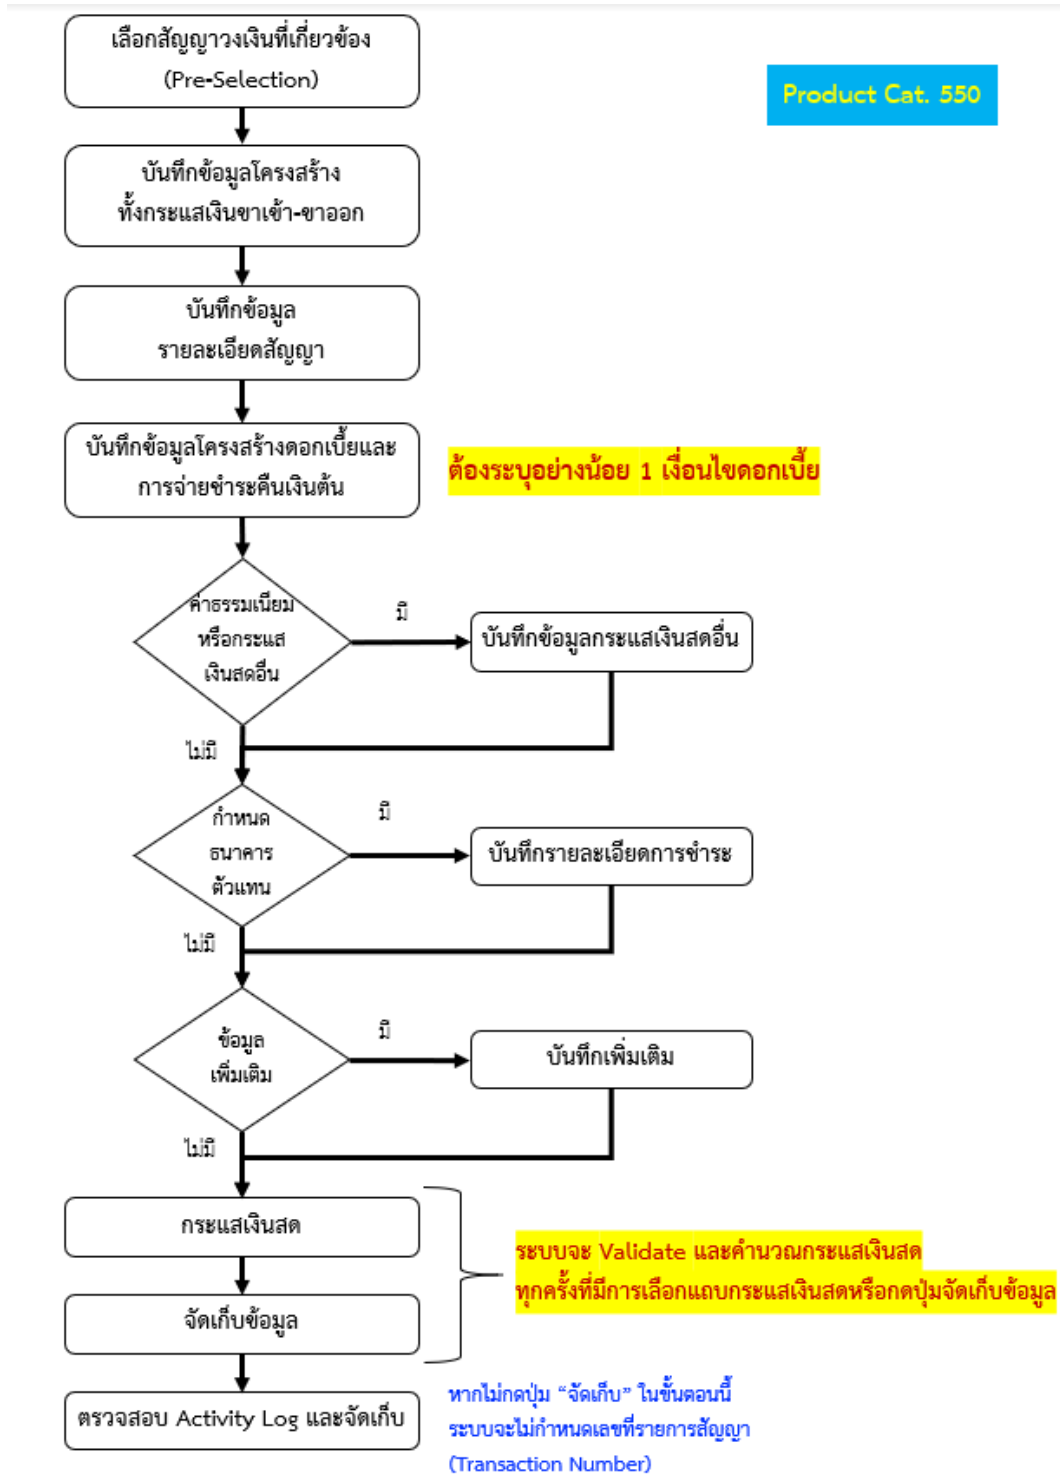 เลือกสัญญาวงเงินที่เกี่ยวข้อง
(Pre-Selection)
Product Cat. 550
บันทึกข้อมูลโครงสร้าง
ทั้งกระแสเงินขาเข้า-ขาออก
บันทึกข้อมูล
รายละเอียดสัญญา
บันทึกข้อมูลโครงสร้างดอกเบี้ยและ
การจ่ายชำระคืนเงินต้น
ต้องระบุอย่างน้อย 1 เงื่อนไขดอกเบี้ย
ค่าธรรมเนียม
หรือกระแส
เงินสดอื่น
มี
บันทึกข้อมูลกระแสเงินสดอื่น
ไม่มี
กำหนด
ธนาคาร
ตัวแทน
มี
บันทึกรายละเอียดการชำระ
ไม่มี
ข้อมูล
เพิ่มเติม
มี
บันทึกเพิ่มเติม
ไม่มี
กระแสเงินสด
จัดเก็บข้อมูล
ระบบจะ Validate และคำนวณกระแสเงินสด
ทุกครั้งที่มีการเลือกแถบกระแสเงินสดหรือกดปุ่มจัดเก็บข้อมูล
ตรวจสอบ Activity Log และจัดเก็บ
หากไม่กดปุ่ม “จัดเก็บ” ในขั้นตอนนี้
ระบบจะไม่กำหนดเลขที่รายการสัญญา
(Transaction Number)